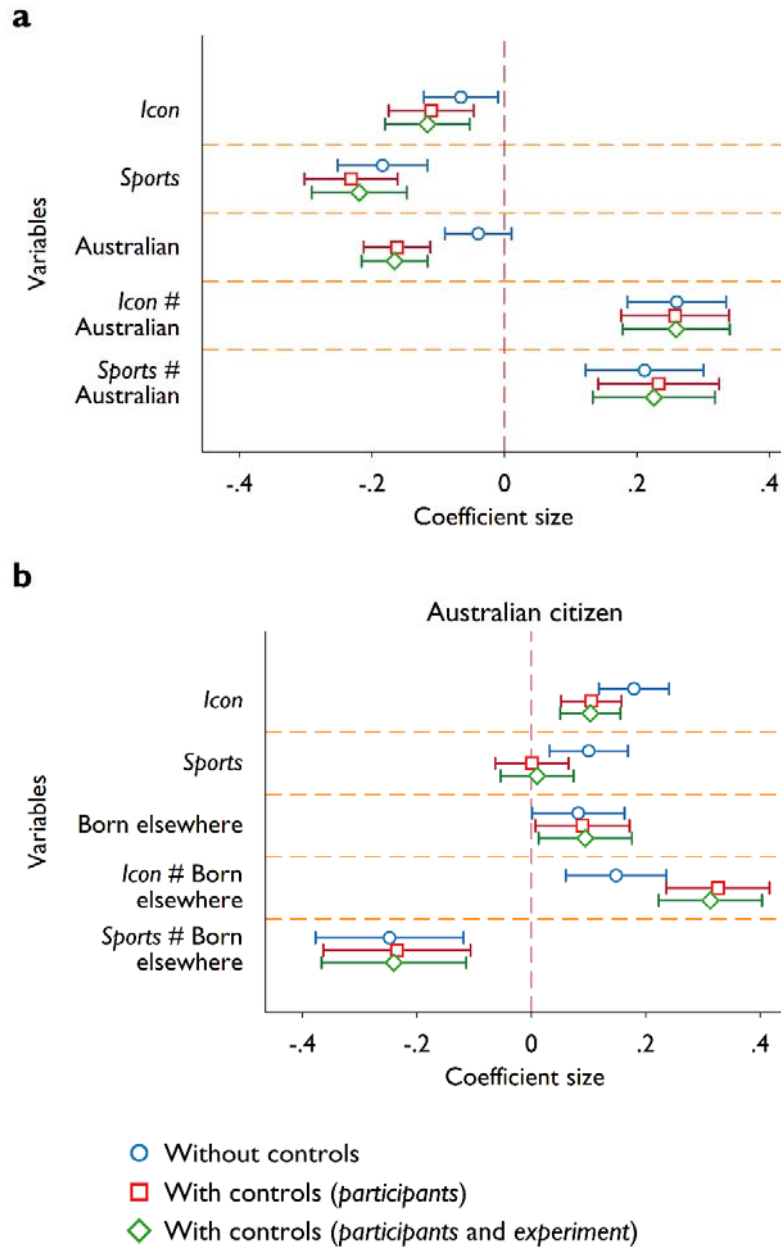 a
Icon
Sports
Australian
Icon #
Australian
Sports #
Australian
Variables
-.4 -.2 0 .2 .4
Coefficient size
b
Australian citizen
Icon
Sports
Born elsewhere
Icon # Born
elsewhere
Sports # Born
elsewhere
Variables
-.4 -.2 0 .2 .4
Coefficient size
Without controls
With controls (participants)
With controls (participants and experiment)